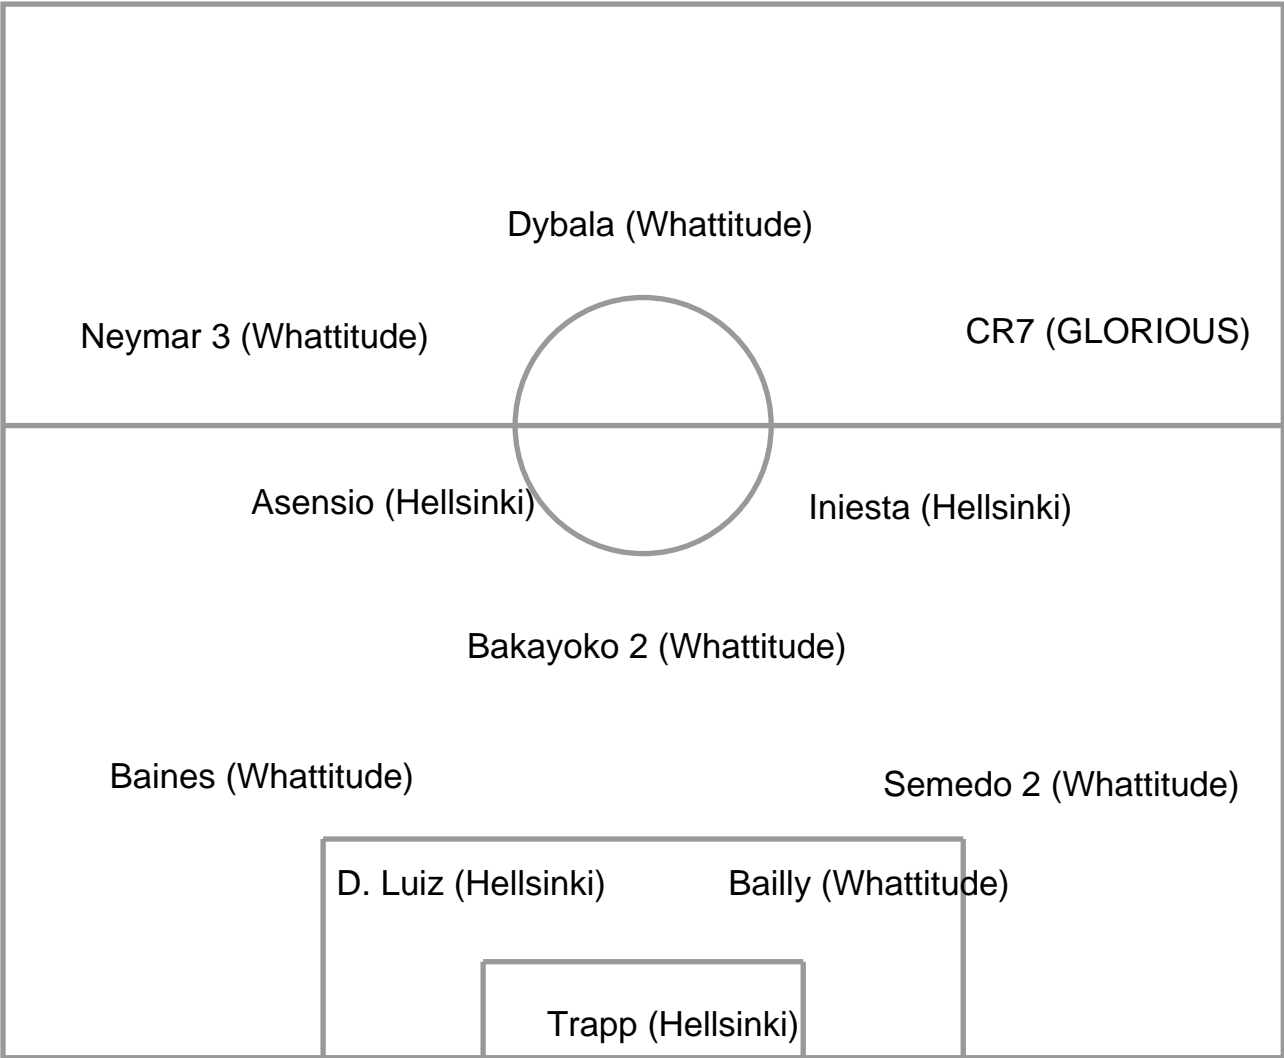 Dybala (Whattitude)
Neymar 3 (Whattitude)
CR7 (GLORIOUS)
Asensio (Hellsinki)
Iniesta (Hellsinki)
Bakayoko 2 (Whattitude)
Baines (Whattitude)
Semedo 2 (Whattitude)
D. Luiz (Hellsinki)
Bailly (Whattitude)
Trapp (Hellsinki)